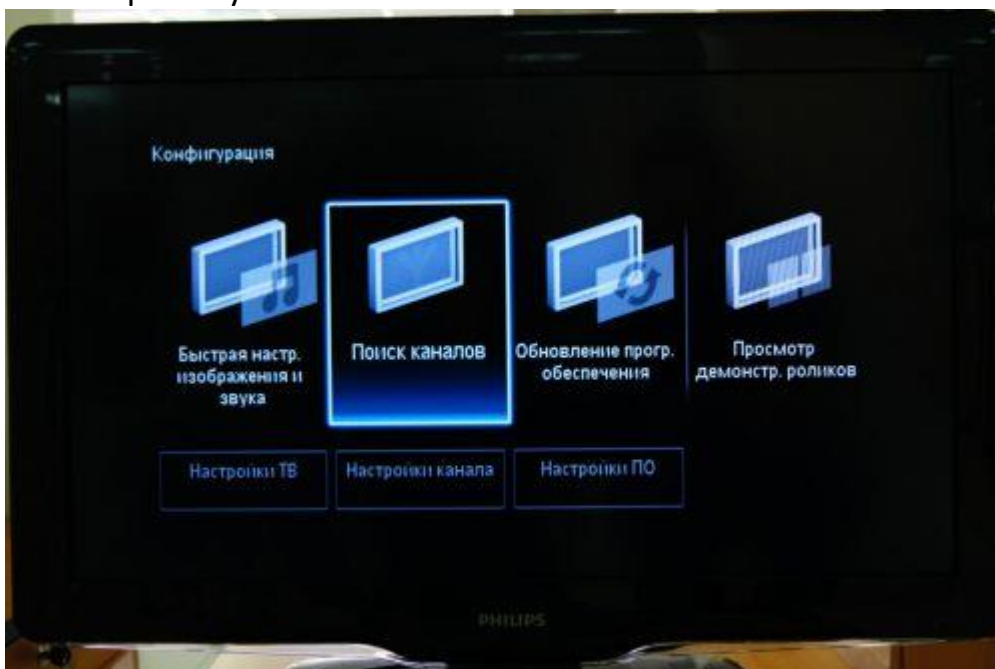 Конфигурация
Быстрая настр.
изображения и
звука
Поиск каналов
Обновление прогр.
обеспечения
Просмотр
демонстр. роликов
Настройки ТВ
Настройки канала
Настройки ПО
PHILIPS